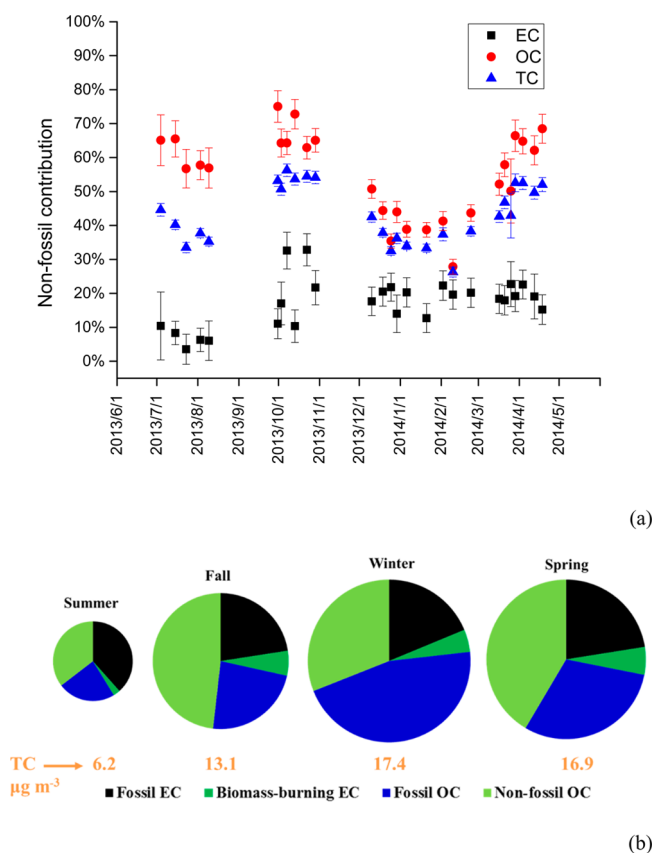 100%
90%
80%
70%
60%
50%
40%
30%
20%
10%
0%
Non-fossil contribution
EC
OC
TC
2013/6/1
2013/7/1
2013/8/1
2013/9/1
2013/10/1
2013/11/1
2013/12/1
2014/1/1
2014/2/1
2014/3/1
2014/4/1
2014/5/1
(a)
Summer
Fall
Winter
Spring
TC 6.2 13.1 17.4 16.9
μg m-3
Fossil EC Biomass-burning EC Fossil OC Non-fossil OC
(b)